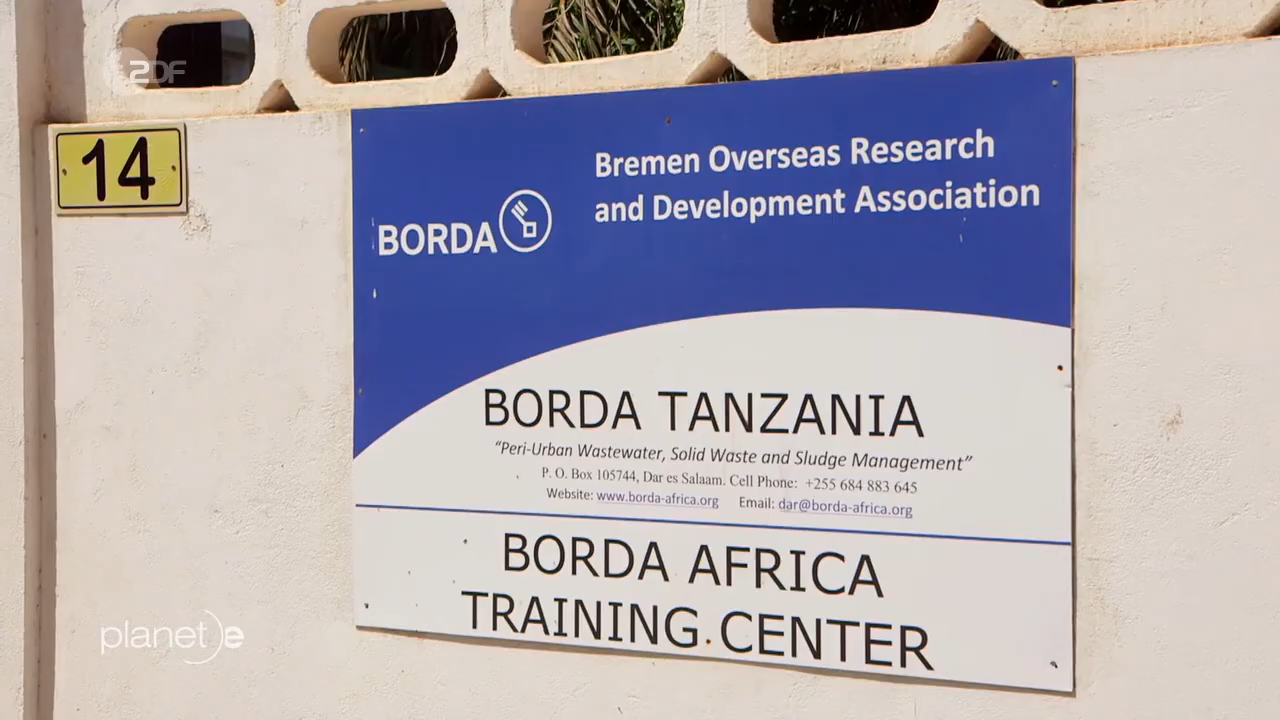 ZDF
14
Bremen Overseas Research
and Development Association
BORDA
BORDA TANZANIA
“Peri-Urban Wastewater, Solid Waste and Sludge Management”
P. O. Box 105744, Dar es Salaam. Cell Phone: +255 684 883 645
Website: www.borda-africa.org Email: dar@borda-africa.org
BORDA AFRICA
TRAINING CENTER
planet e